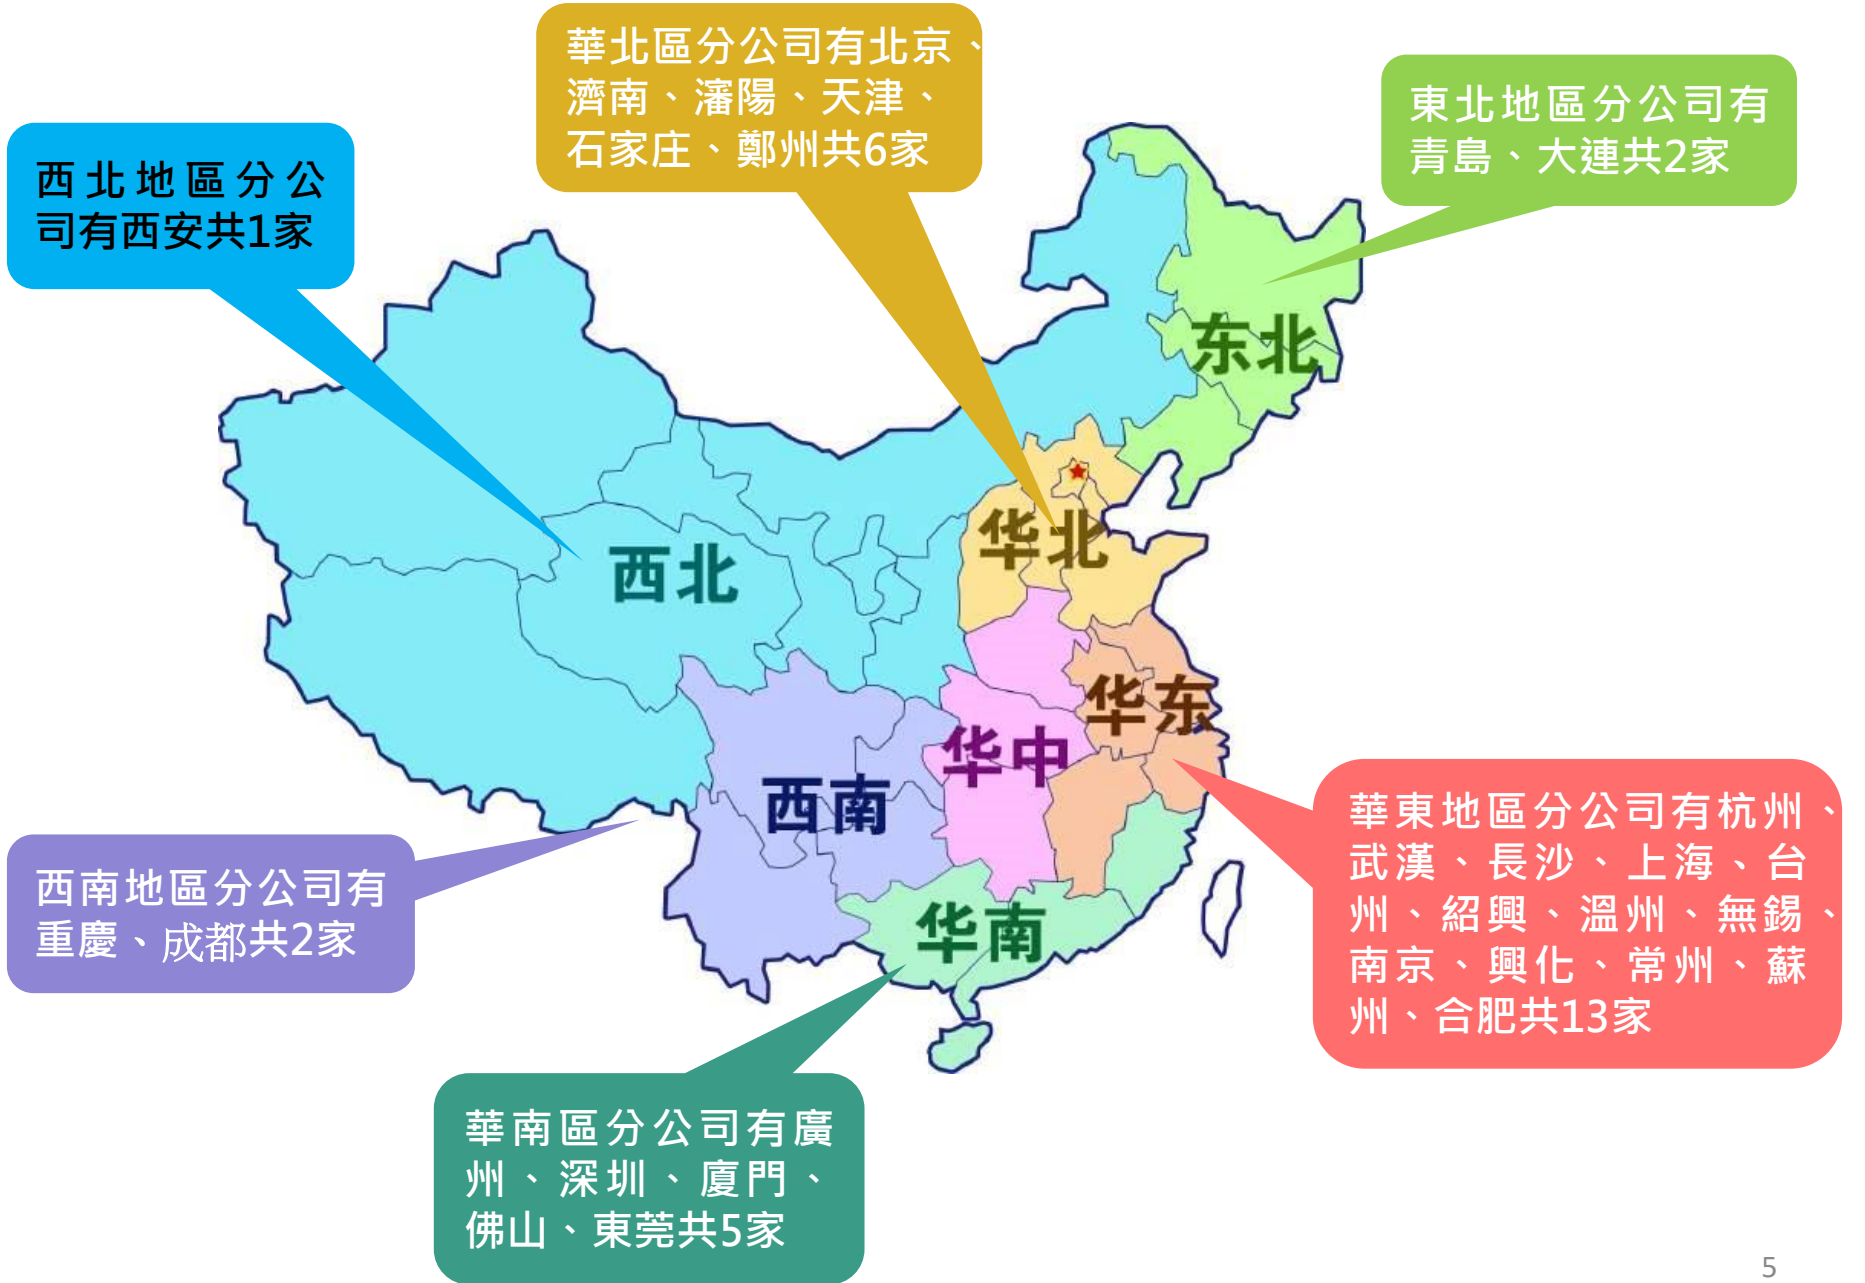 華北區分公司有北京、
濟南、瀋陽、天津、
石家庄、鄭州共6家
東北地區分公司有
青島、大連共2家
西北地區分公
司有西安共1家
东北
华北
西北
华东
华中
西南
华南
華東地區分公司有杭州、
武漢、長沙、上海、台
州、紹興、溫州、無錫、
南京、興化、常州、蘇
州、合肥共13家
西南地區分公司有
重慶、成都共2家
華南區分公司有廣
州、深圳、廈門、
佛山、東莞共5家
5